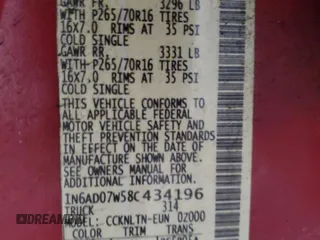 GAWR FR. 3296 LB
WITH P265/70R16 TIRES
16x7.0 RIMS AT 35 PSI
COLD SINGLE
GAWR RR. 3331 LB
WITH P265/70R16 TIRES
16x7.0 RIMS AT 35 PSI
COLD SINGLE
THIS VEHICLE CONFORMS TO
ALL APPLICABLE FEDERAL
MOTOR VEHICLE SAFETY AND
THEFT PREVENTION STANDARDS
IN EFFECT ON THE DATE OF
MANUFACTURE SHOWN ABOVE.
SEE OWNERS MANUAL FOR
ADDITIONAL INFORMATION.
1N6AD07W58C434196
TRUCK 314
MODEL: CCKNLTN-EUN 02000
COLOR TRIM TRANS
DREAMBID